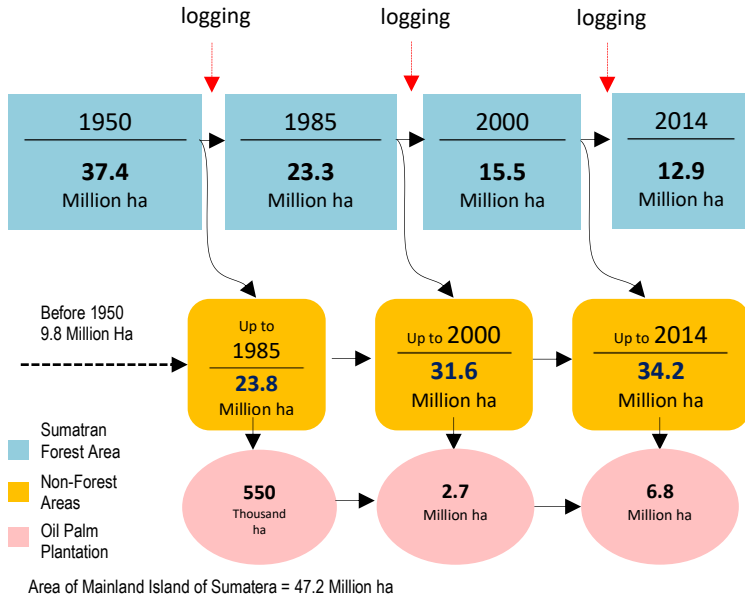 logging
logging
logging
1950
37.4
Million ha
1985
23.3
Million ha
2000
15.5
Million ha
2014
12.9
Million ha
Before 1950
9.8 Million Ha
Up to
1985
23.8
Million ha
Up to 2000
31.6
Million ha
Up to 2014
34.2
Million ha
Sumatran
Forest Area
Non-Forest
Areas
Oil Palm
Plantation
550
Thousand
ha
2.7
Million ha
6.8
Million ha
Area of Mainland Island of Sumatera = 47.2 Million ha